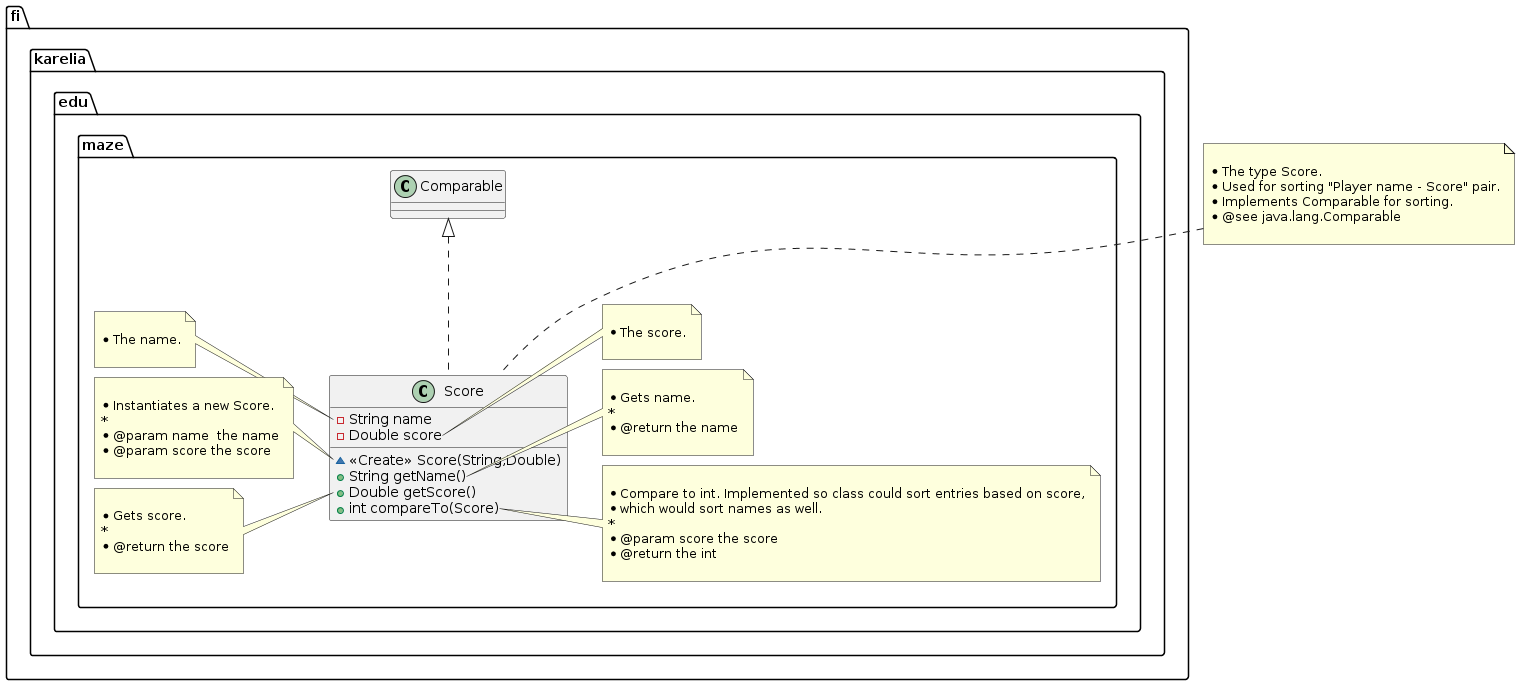 fi
karelia
edu
maze
C Comparable
• The type Score.
• Used for sorting "Player name - Score" pair.
• Implements Comparable for sorting.
• @see java.lang.Comparable
• The name.
• The score.
C Score
String name
Double score
«Create» Score(String,Double)
String getName()
Double getScore()
int compareTo(Score)
• Instantiates a new Score.
*
• @param name  the name
• @param score the score
• Gets name.
*
• @return the name
• Gets score.
*
• @return the score
• Compare to int. Implemented so class could sort entries based on score,
• which would sort names as well.
*
• @param score the score
• @return the int